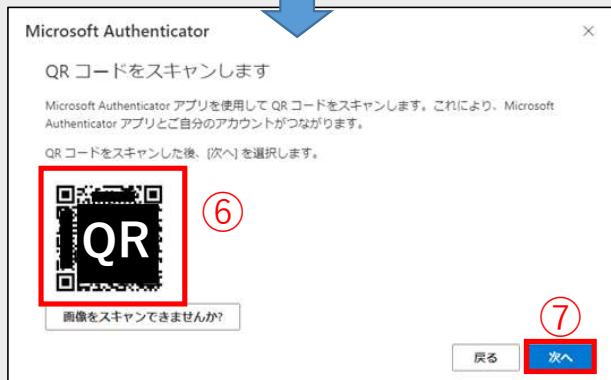 Microsoft Authenticator
QR コードをスキャンします
Microsoft Authenticator アプリを使用して QR コードをスキャンします。これにより、Microsoft
Authenticator アプリとご自分のアカウントがつながります。
QR コードをスキャンした後、[次へ] を選択します。
QR
⑥
画像をスキャンできませんか?
⑦
戻る
次へ